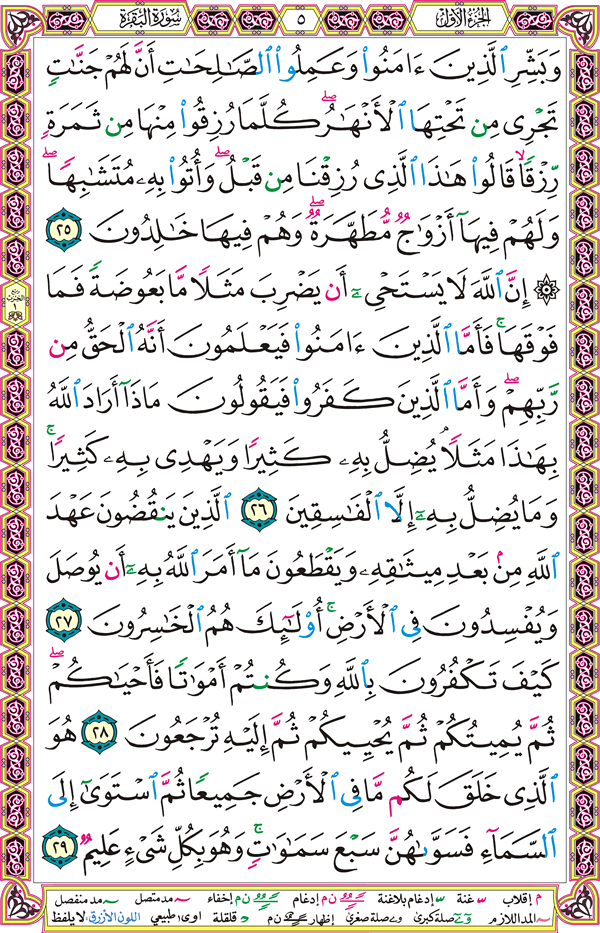 الجزء الأول
٥
سورة البقرة
وَبَشِّرِ ٱلَّذِينَ ءَامَنُوا۟ وَعَمِلُوا۟ ٱلصَّـٰلِحَـٰتِ أَنَّ لَهُمْ جَنَّـٰتٍ
تَجْرِى مِن تَحْتِهَا ٱلْأَنْهَـٰرُ ۖ كُلَّمَا رُزِقُوا۟ مِنْهَا مِن ثَمَرَةٍ
رِّزْقًا ۙ قَالُوا۟ هَـٰذَا ٱلَّذِى رُزِقْنَا مِن قَبْلُ ۖ وَأُتُوا۟ بِهِۦ مُتَشَـٰبِهًا ۖ
وَلَهُمْ فِيهَآ أَزْوَٰجٌ مُّطَهَّرَةٌ ۖ وَهُمْ فِيهَا خَـٰلِدُونَ ٢٥
۞ إِنَّ ٱللَّهَ لَا يَسْتَحْىِۦٓ أَن يَضْرِبَ مَثَلًا مَّا بَعُوضَةً فَمَا
فَوْقَهَا ۚ فَأَمَّا ٱلَّذِينَ ءَامَنُوا۟ فَيَعْلَمُونَ أَنَّهُ ٱلْحَقُّ مِن
رَّبِّهِمْ ۖ وَأَمَّا ٱلَّذِينَ كَفَرُوا۟ فَيَقُولُونَ مَاذَآ أَرَادَ ٱللَّهُ
بِهَـٰذَا مَثَلًا ۘ يُضِلُّ بِهِۦ كَثِيرًا وَيَهْدِى بِهِۦ كَثِيرًا ۚ
وَمَا يُضِلُّ بِهِۦٓ إِلَّا ٱلْفَـٰسِقِينَ ٢٦ ٱلَّذِينَ يَنقُضُونَ عَهْدَ
ٱللَّهِ مِنۢ بَعْدِ مِيثَـٰقِهِۦ وَيَقْطَعُونَ مَآ أَمَرَ ٱللَّهُ بِهِۦٓ أَن يُوصَلَ
وَيُفْسِدُونَ فِى ٱلْأَرْضِ ۚ أُو۟لَـٰٓئِكَ هُمُ ٱلْخَـٰسِرُونَ ٢٧
كَيْفَ تَكْفُرُونَ بِٱللَّهِ وَكُنتُمْ أَمْوَٰتًا فَأَحْيَـٰكُمْ ۖ
ثُمَّ يُمِيتُكُمْ ثُمَّ يُحْيِيكُمْ ثُمَّ إِلَيْهِ تُرْجَعُونَ ٢٨ هُوَ
ٱلَّذِى خَلَقَ لَكُم مَّا فِى ٱلْأَرْضِ جَمِيعًا ثُمَّ ٱسْتَوَىٰٓ إِلَى
ٱلسَّمَآءِ فَسَوَّىٰهُنَّ سَبْعَ سَمَـٰوَٰتٍ ۚ وَهُوَ بِكُلِّ شَىْءٍ عَلِيمٌ ٢٩
م إقلاب غنة إدغام بلاغنة ن م إدغام ن م إخفاء مد متصل مد منفصل
المد اللازم صلة كبرى صلة صغرى إظهار ن م قلقلة اوى: طبيعي اللون الأزرق: لا يلفظ